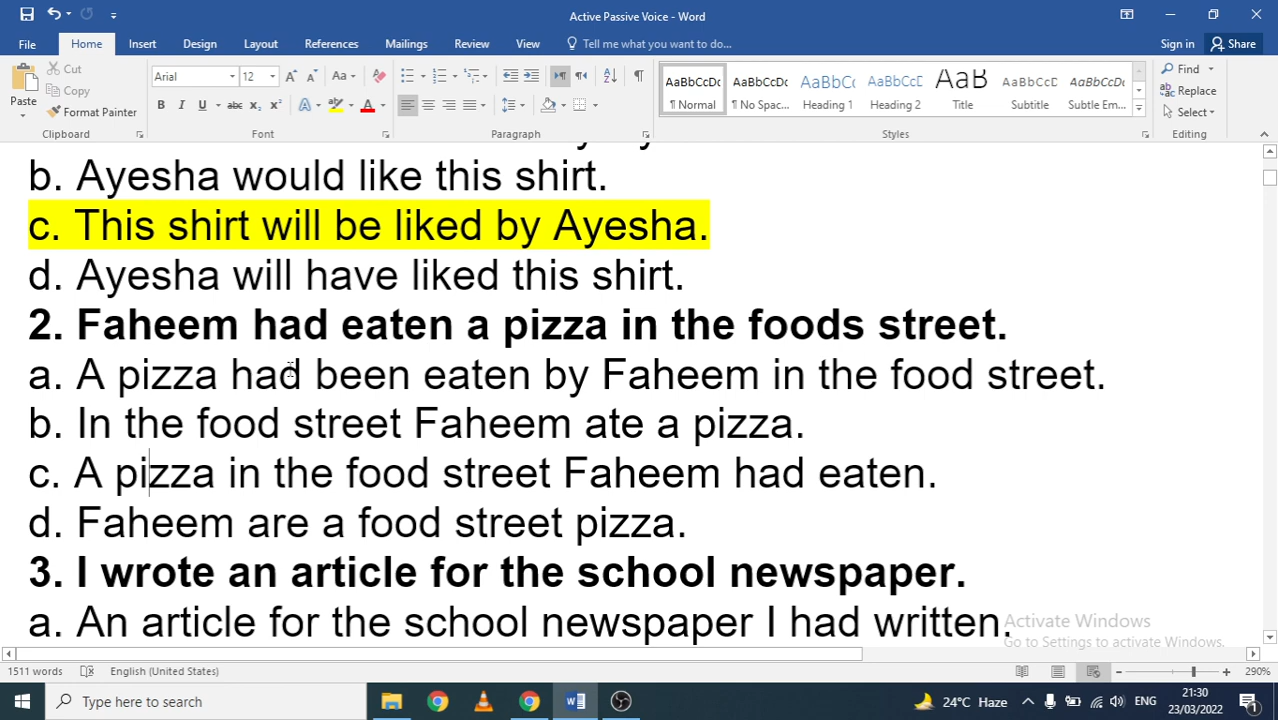 Active Passive Voice - Word
File Home Insert Design Layout References Mailings Review View Tell me what you want to do... Sign in Share
Paste Cut Copy Format Painter
Arial 12 Aa
B I U abc x₂ x² A A
AaBbCcDc AaBbCcDc AaBbCc AaBbCcD AaB AaBbCcD AaBbCcDc
¶ Normal ¶ No Spac... Heading 1 Heading 2 Title Subtitle Subtle Em...
Find Replace Select
Clipboard Font Paragraph Styles Editing
b. Ayesha would like this shirt.
c. This shirt will be liked by Ayesha.
d. Ayesha will have liked this shirt.
2. Faheem had eaten a pizza in the foods street.
a. A pizza had been eaten by Faheem in the food street.
b. In the food street Faheem ate a pizza.
c. A pizza in the food street Faheem had eaten.
d. Faheem are a food street pizza.
3. I wrote an article for the school newspaper.
a. An article for the school newspaper I had written.
Activate Windows
Go to Settings to activate Windows.
1511 words English (United States) 290%
Type here to search 24°C Haze ENG 21:30 23/03/2022 1